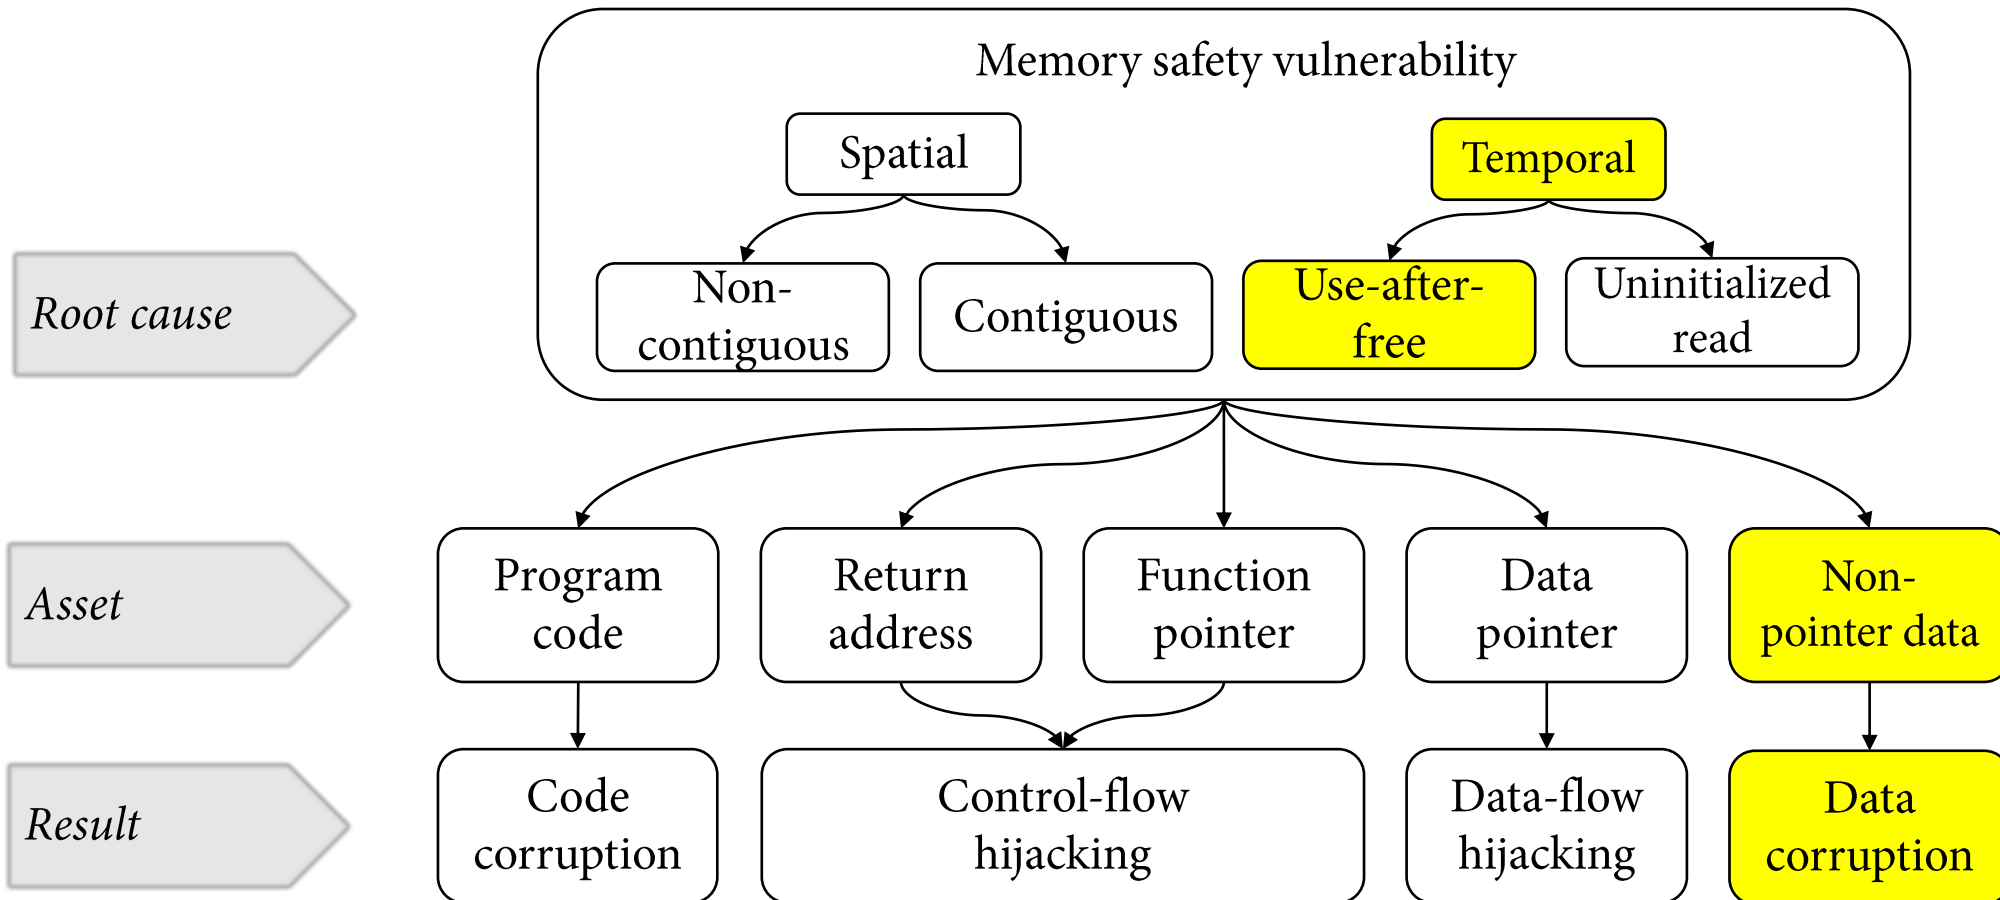 Memory safety vulnerability
Spatial
Temporal
Root cause
Non-
contiguous
Contiguous
Use-after-
free
Uninitialized
read
Asset
Program
code
Return
address
Function
pointer
Data
pointer
Non-
pointer data
Result
Code
corruption
Control-flow
hijacking
Data-flow
hijacking
Data
corruption